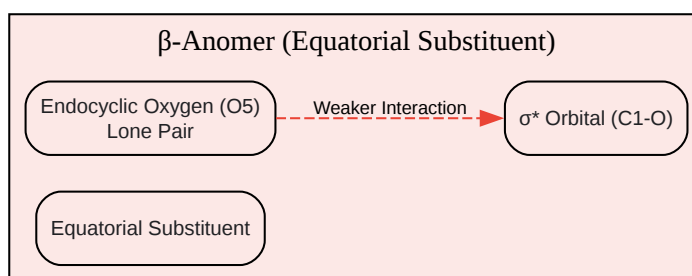 β-Anomer (Equatorial Substituent)
Endocyclic Oxygen (O5)
Lone Pair
Weaker Interaction
σ* Orbital (C1-O)
Equatorial Substituent